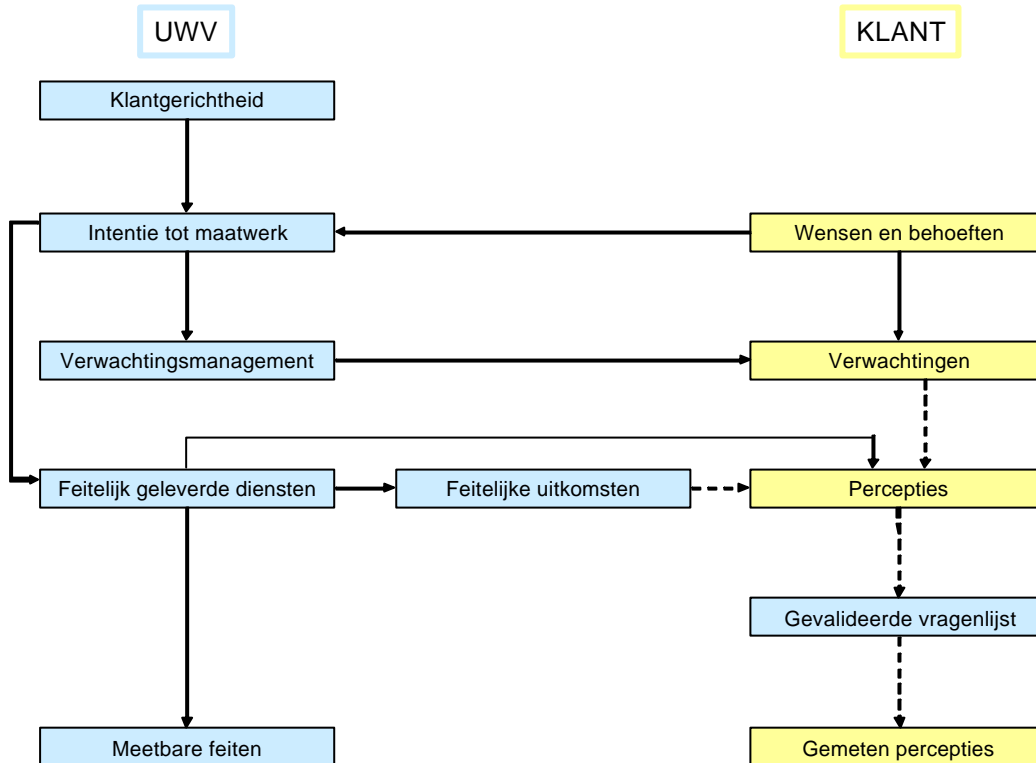 UWV
KLANT
Klantgerichtheid
Intentie tot maatwerk
Wensen en behoeften
Verwachtingsmanagement
Verwachtingen
Feitelijk geleverde diensten
Feitelijke uitkomsten
Percepties
Gevalideerde vragenlijst
Meetbare feiten
Gemeten percepties